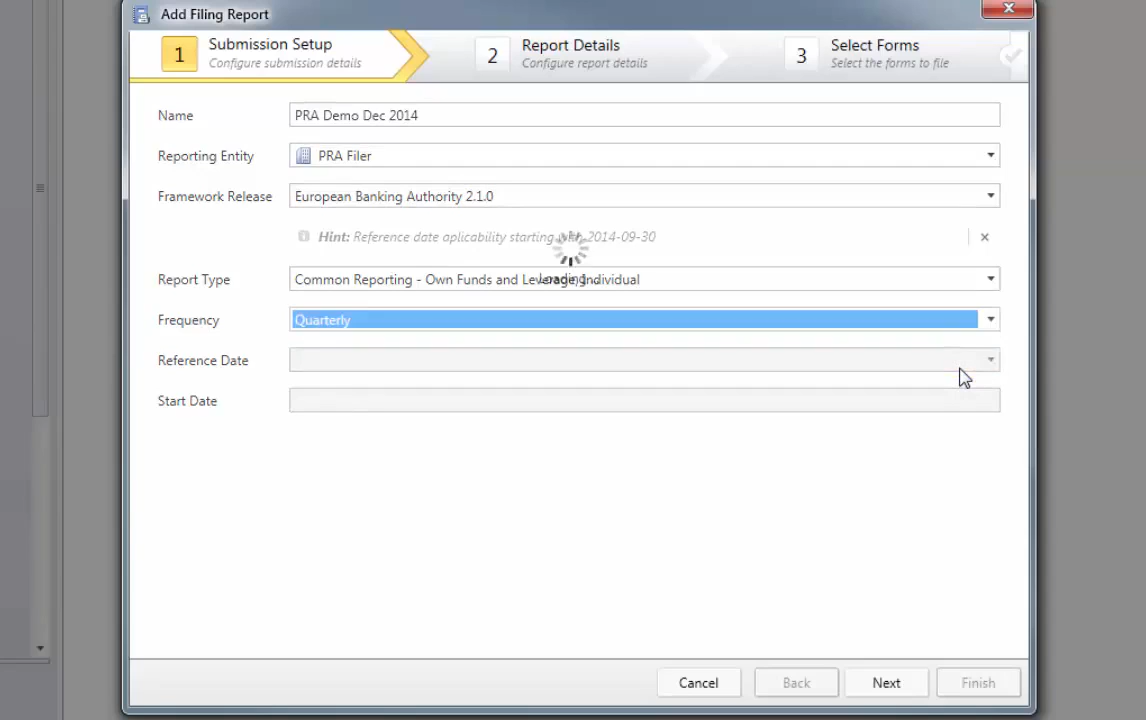 Add Filing Report
1 Submission Setup
Configure submission details
2 Report Details
Configure report details
3 Select Forms
Select the forms to file
Name PRA Demo Dec 2014
Reporting Entity PRA Filer
Framework Release European Banking Authority 2.1.0
Hint: Reference date aplicability starting with 2014-09-30
Loading...
Report Type Common Reporting - Own Funds and Leverage, Individual
Frequency Quarterly
Reference Date
Start Date
Cancel Back Next Finish